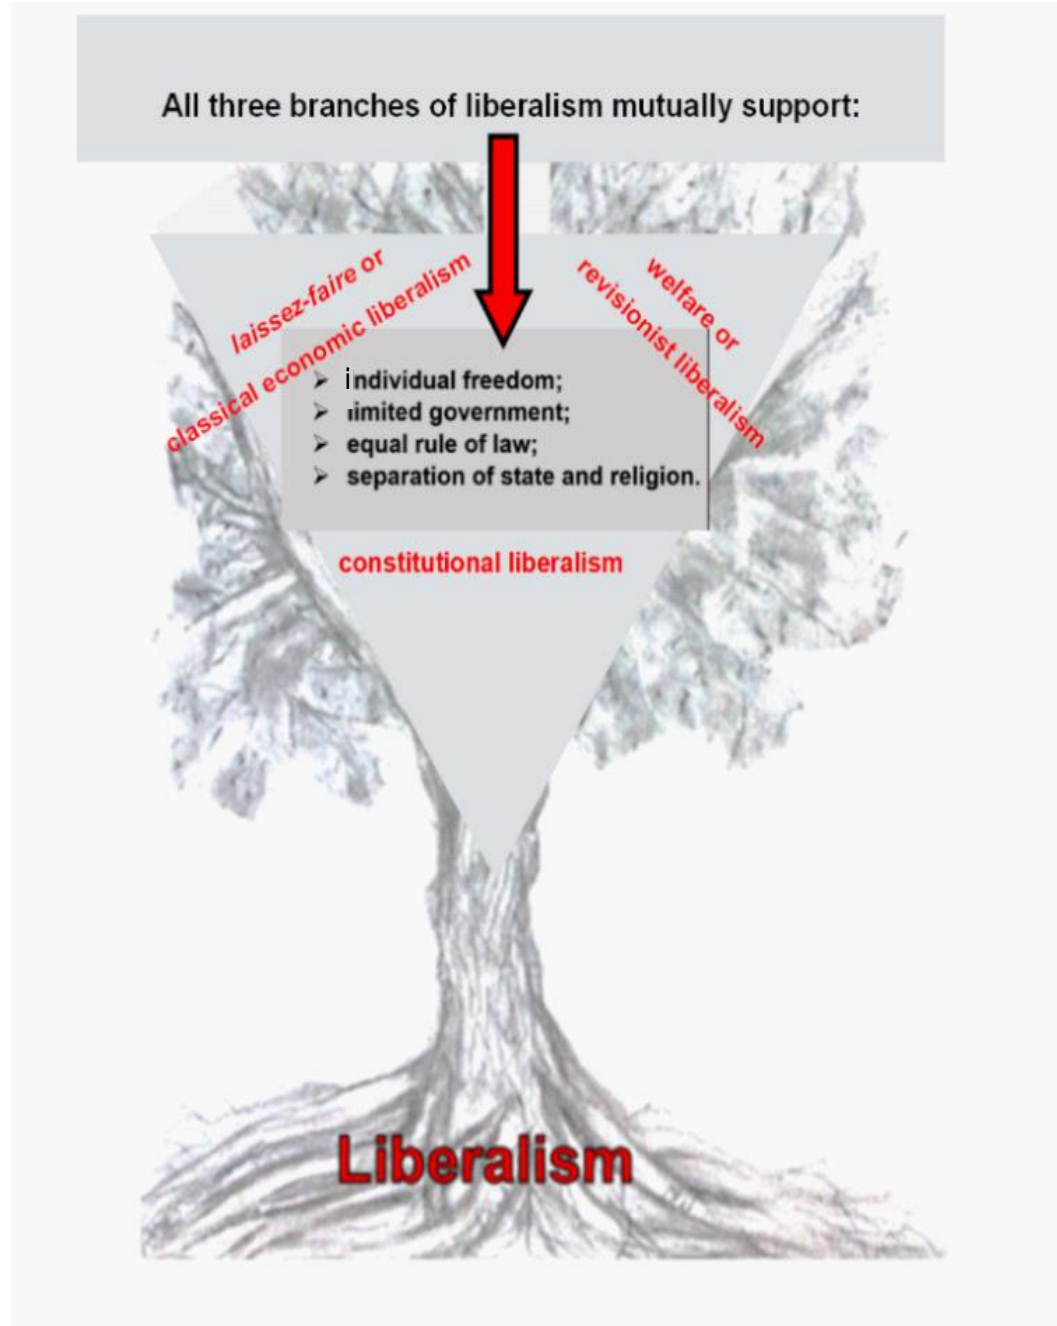 All three branches of liberalism mutually support:
laissez-faire or
classical economic liberalism
welfare or
revisionist liberalism
➢ individual freedom;
➢ limited government;
➢ equal rule of law;
➢ separation of state and religion.
constitutional liberalism
Liberalism